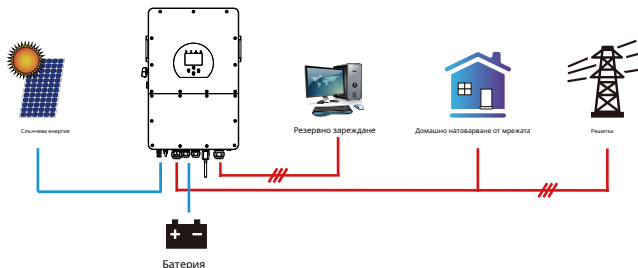 Слънчева енергия
Резервно зареждане
Домашно натоварване от мрежата
Решетка
Батерия